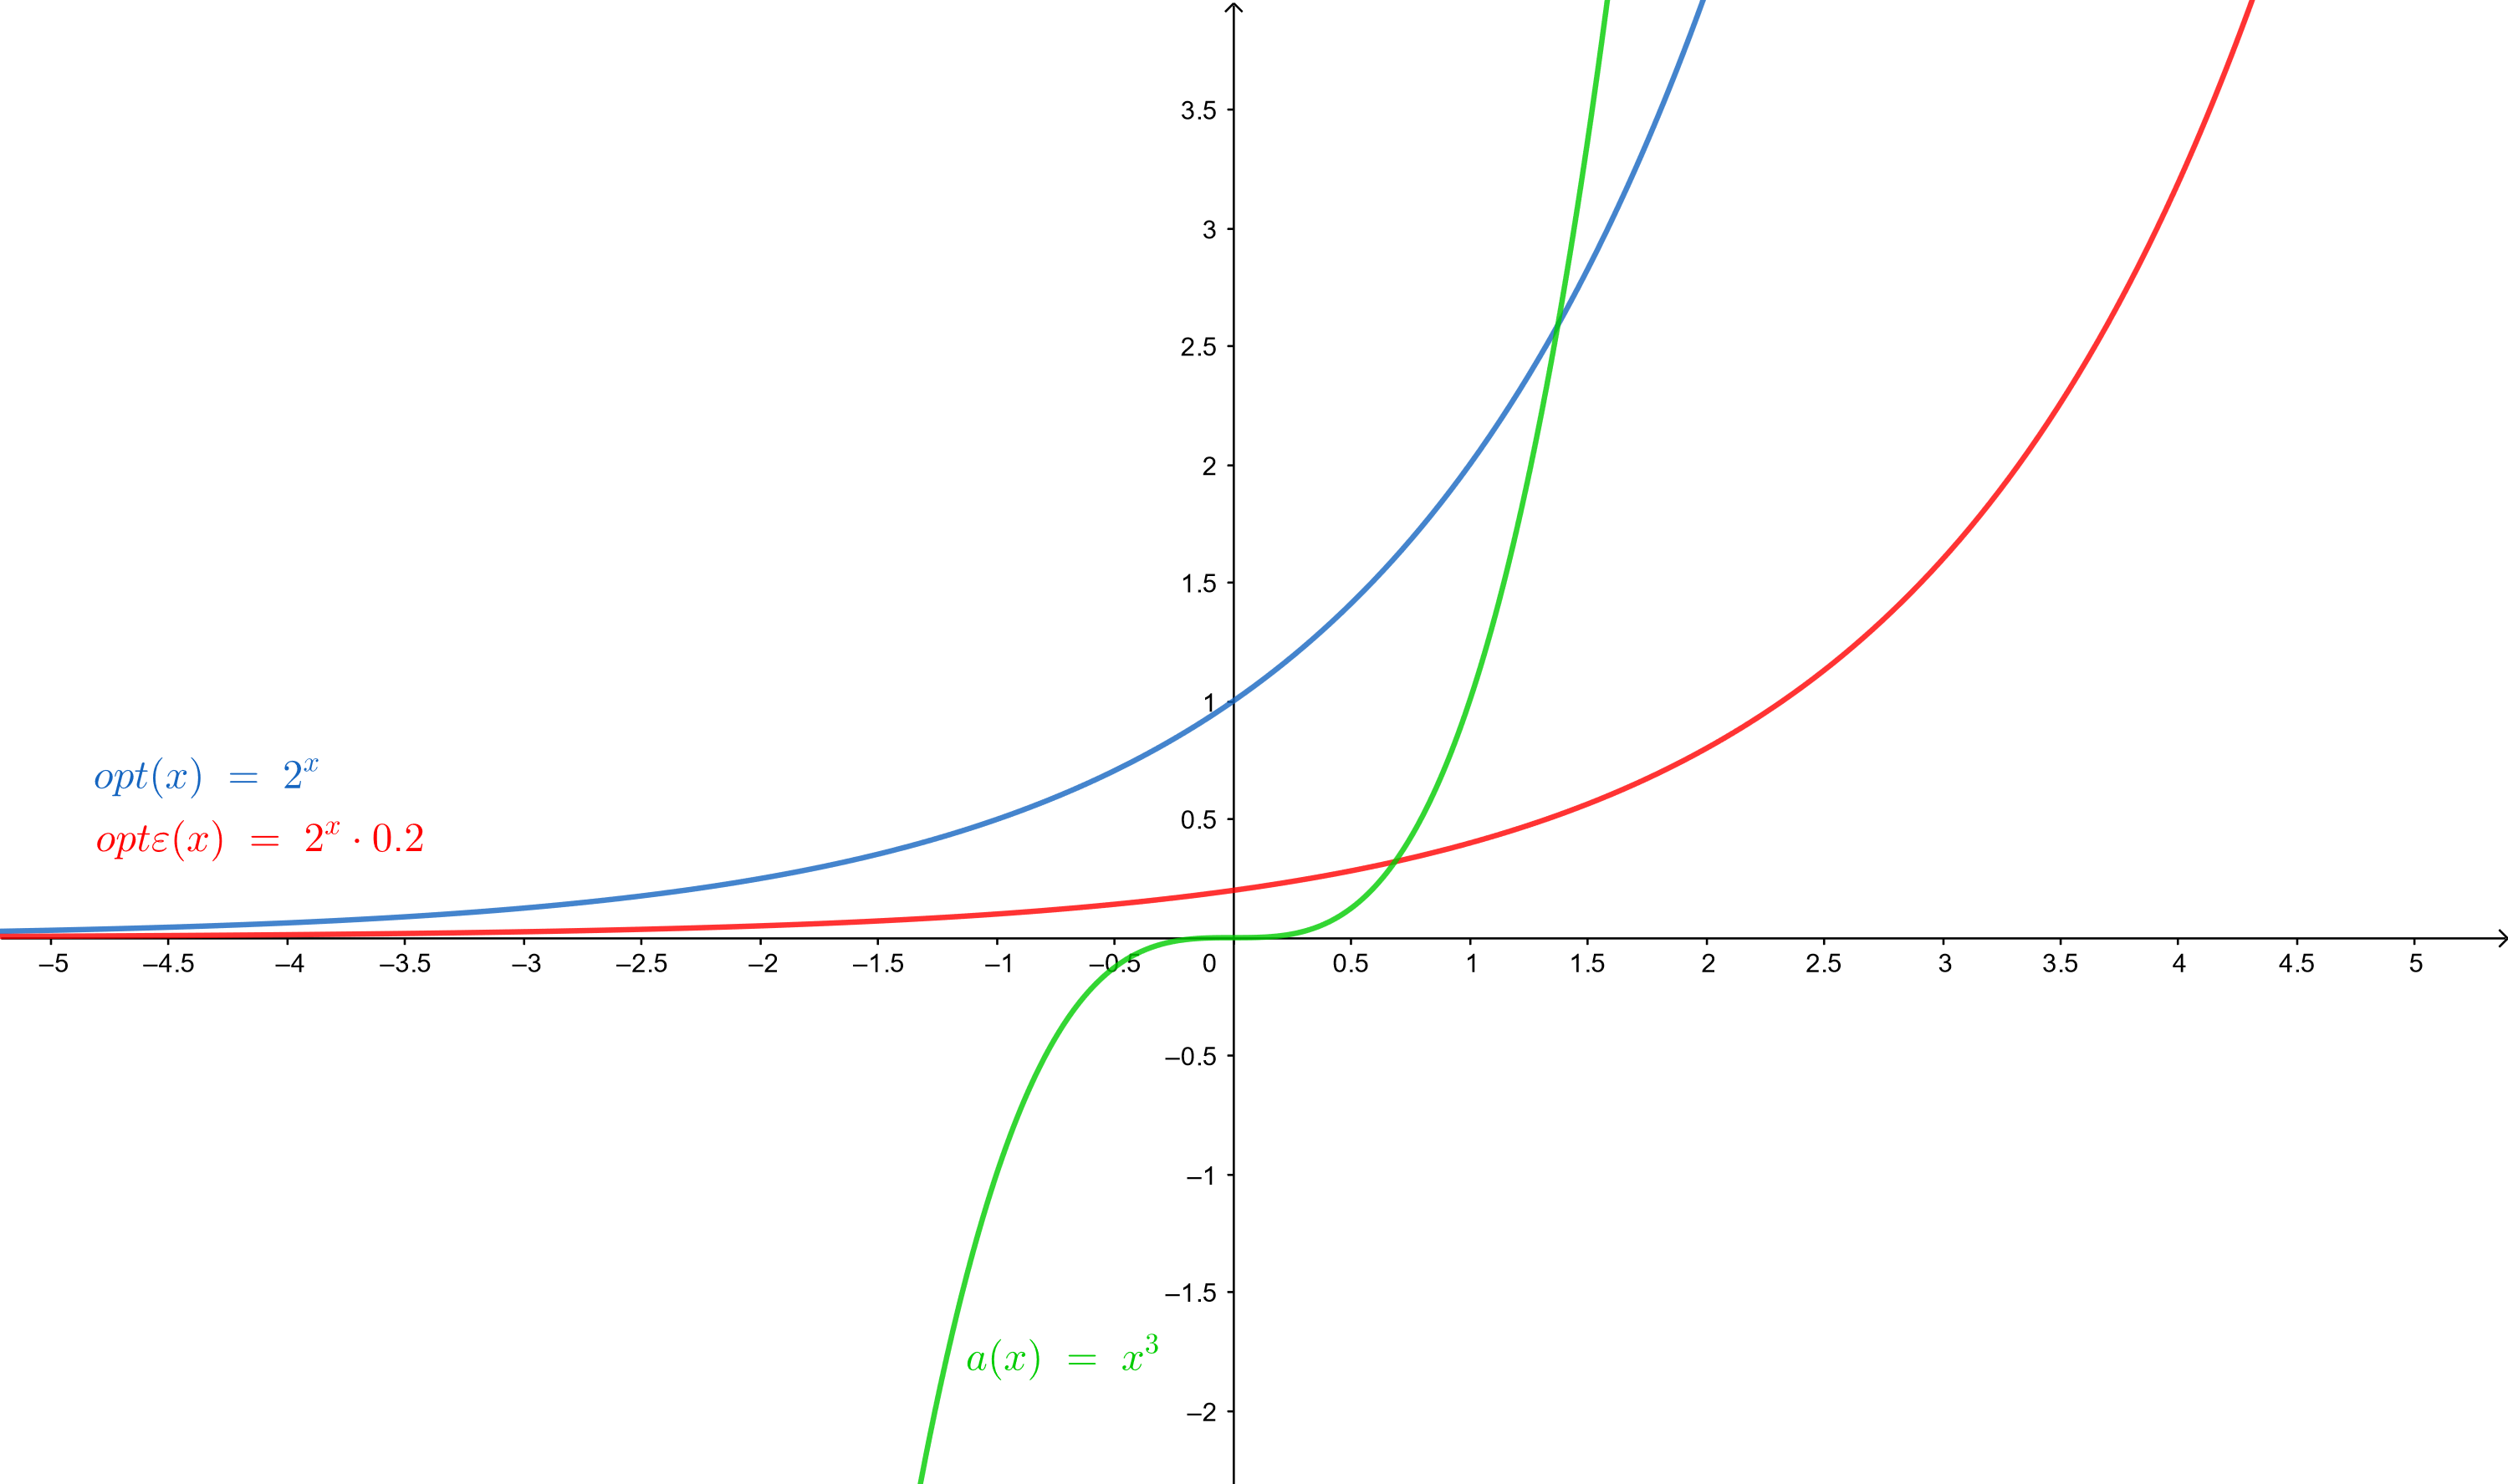 3.5
3
2.5
2
1.5
1
opt(x) = 2^x
0.5
optε(x) = 2^x · 0.2
–5 –4.5 –4 –3.5 –3 –2.5 –2 –1.5 –1 –0.5 0 0.5 1 1.5 2 2.5 3 3.5 4 4.5 5
–0.5
–1
–1.5
a(x) = x^3
–2